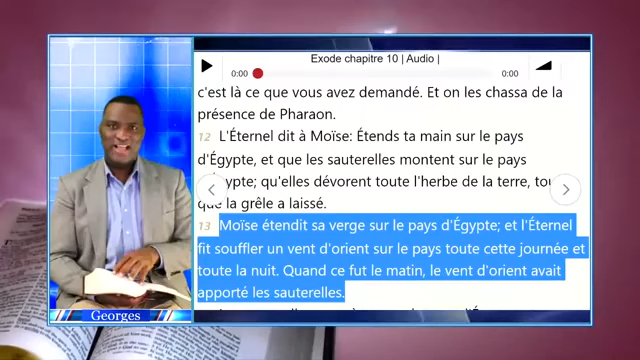 Exode chapitre 10 | Audio |
0:00
0:00
c'est là ce que vous avez demandé. Et on les chassa de la
présence de Pharaon.
12 L'Éternel dit à Moïse: Étends ta main sur le pays
d'Égypte, et que les sauterelles montent sur le pays
qu'elles dévorent toute l'herbe de la terre,
que la grêle a laissé.
13 Moïse étendit sa verge sur le pays d'Égypte; et l'Éternel
fit souffler un vent d'orient sur le pays toute cette journée et
toute la nuit. Quand ce fut le matin, le vent d'orient avait
apporté les sauterelles.
Georges